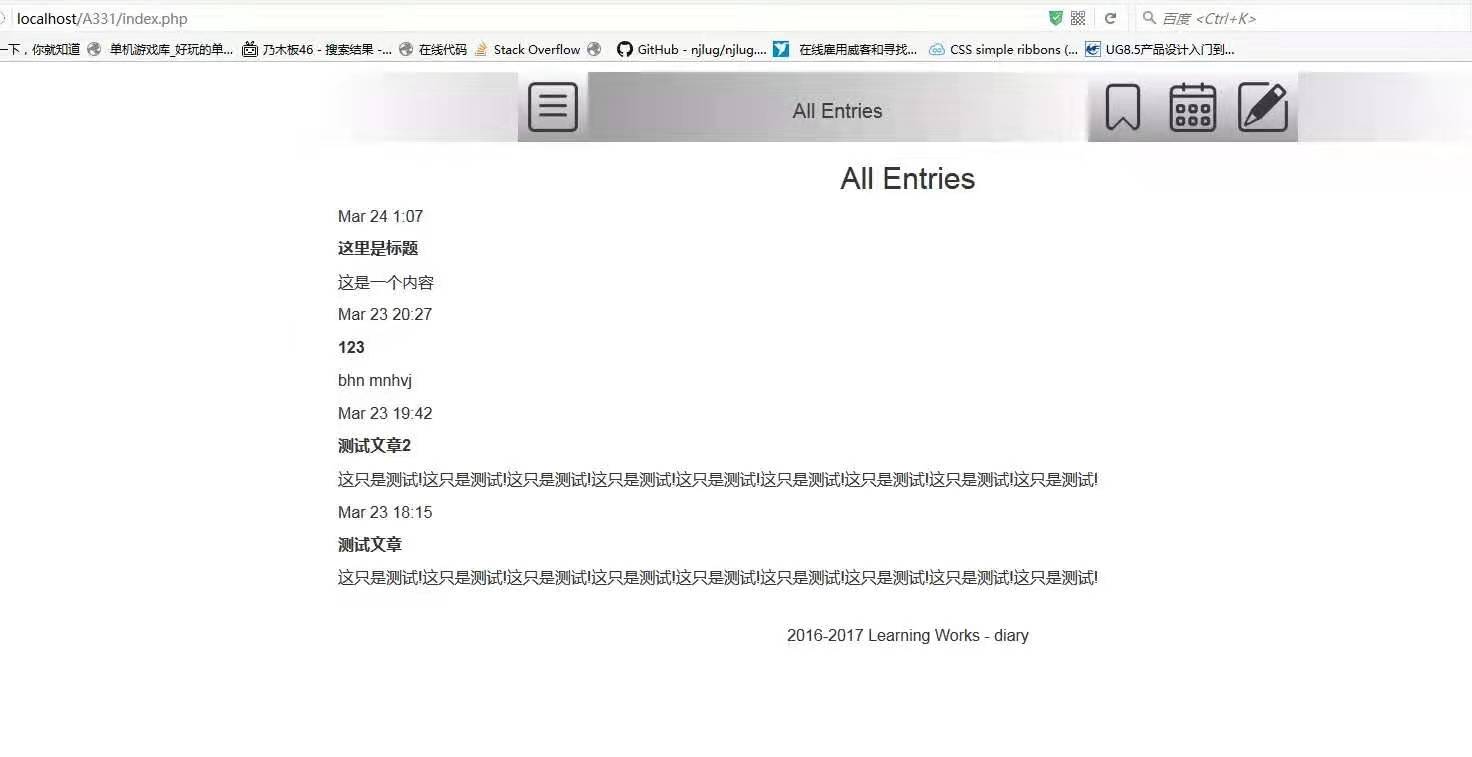 localhost/A331/index.php
百度 <Ctrl+K>
一下，你就知道 单机游戏库_好玩的单... 乃木板46 - 搜索结果 -... 在线代码 Stack Overflow GitHub - njlug/njlug.... 在线雇用威客和寻找... CSS simple ribbons (... UG8.5产品设计入门到...
All Entries
All Entries
Mar 24 1:07
这里是标题
这是一个内容
Mar 23 20:27
123
bhn mnhvj
Mar 23 19:42
测试文章2
这只是测试!这只是测试!这只是测试!这只是测试!这只是测试!这只是测试!这只是测试!这只是测试!这只是测试!
Mar 23 18:15
测试文章
这只是测试!这只是测试!这只是测试!这只是测试!这只是测试!这只是测试!这只是测试!这只是测试!这只是测试!
2016-2017 Learning Works - diary